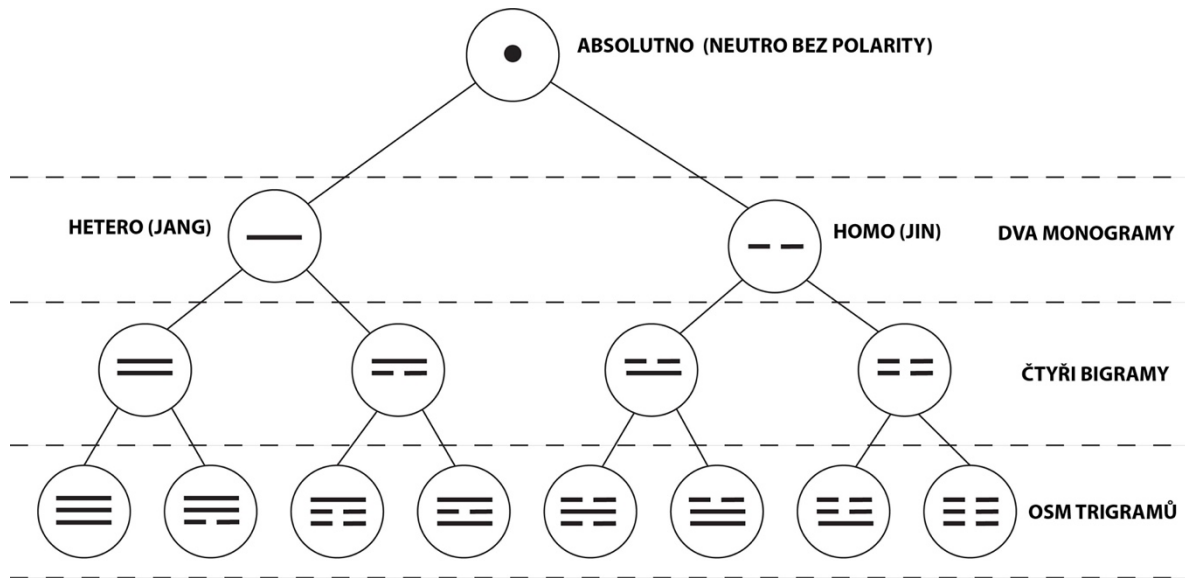 ABSOLUTNO (NEUTRO BEZ POLARITY)
HETERO (JANG)
HOMO (JIN)
DVA MONOGRAMY
ČTYŘI BIGRAMY
OSM TRIGRAMŮ